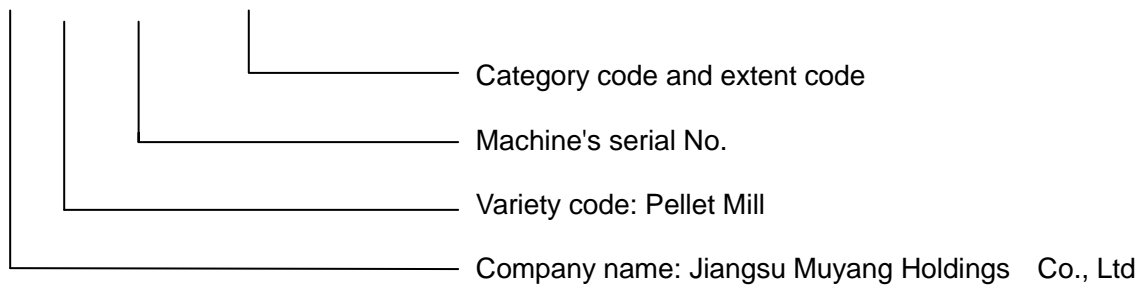 Category code and extent code
Machine's serial No.
Variety code: Pellet Mill
Company name: Jiangsu Muyang Holdings Co., Ltd